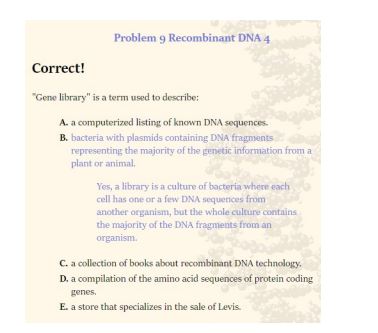 Problem 9 Recombinant DNA 4
Correct!
"Gene library" is a term used to describe:
A. a computerized listing of known DNA sequences.
B. bacteria with plasmids containing DNA fragments
representing the majority of the genetic information from a
plant or animal.
Yes, a library is a culture of bacteria where each
cell has one or a few DNA sequences from
another organism, but the whole culture contains
the majority of the DNA fragments from an
organism.
C. a collection of books about recombinant DNA technology.
D. a compilation of the amino acid sequences of protein coding
genes.
E. a store that specializes in the sale of Levis.